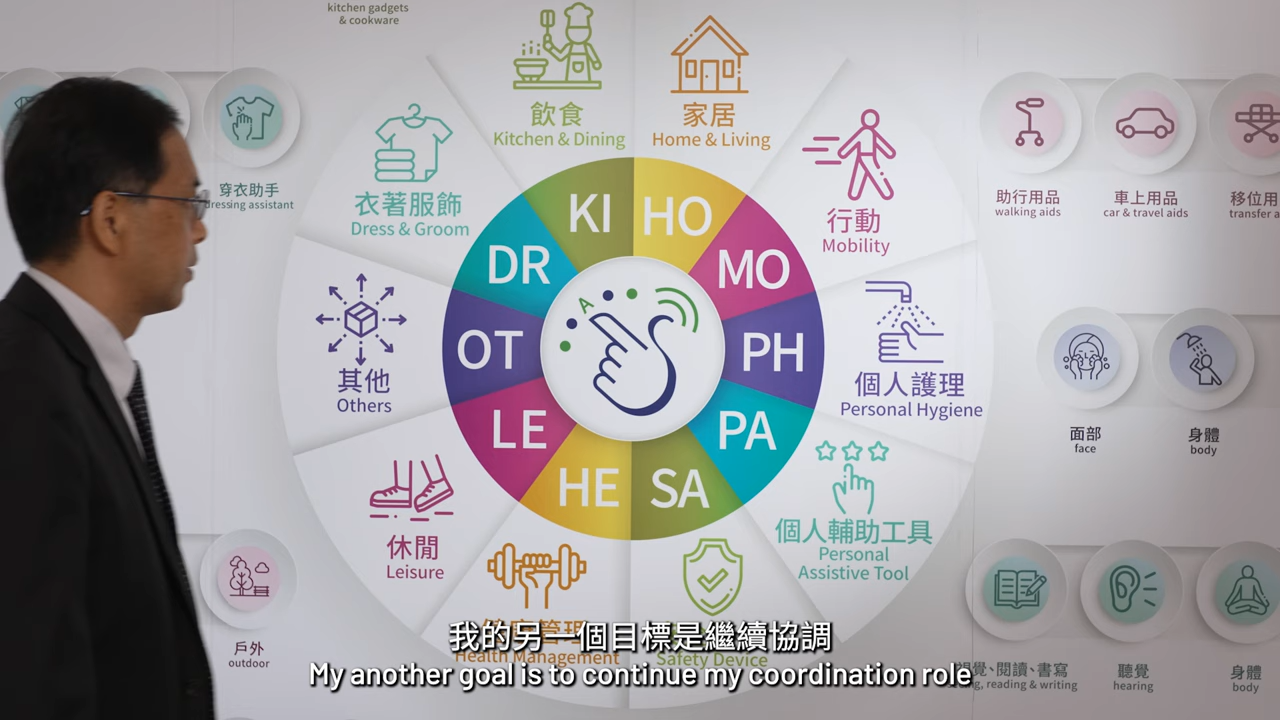 kitchen gadgets
& cookware
飲食
Kitchen & Dining
家居
Home & Living
衣著服飾
Dress & Groom
行動
Mobility
其他
Others
個人護理
Personal Hygiene
休閒
Leisure
個人輔助工具
Personal
Assistive Tool
Health Management
Safety Device
KI
HO
DR
MO
OT
PH
LE
PA
HE
SA
A
穿衣助手
dressing assistant
戶外
outdoor
助行用品
walking aids
車上用品
car & travel aids
移位用
transfer
面部
face
身體
body
閱讀、書寫
reading & writing
聽覺
hearing
身體
body
我的另一個目標是繼續協調
My another goal is to continue my coordination role